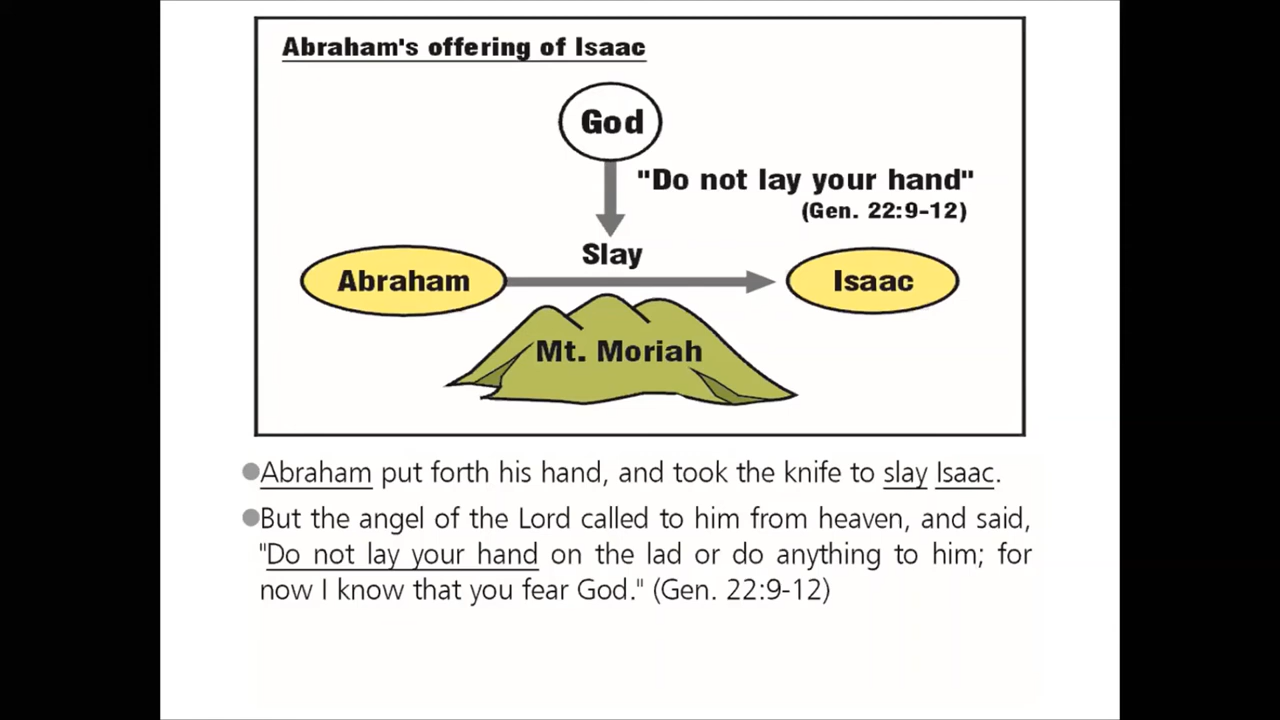 Abraham's offering of Isaac
God
"Do not lay your hand"
(Gen. 22:9-12)
Slay
Abraham
Isaac
Mt. Moriah
●Abraham put forth his hand, and took the knife to slay Isaac.
●But the angel of the Lord called to him from heaven, and said,
"Do not lay your hand on the lad or do anything to him; for
now I know that you fear God." (Gen. 22:9-12)